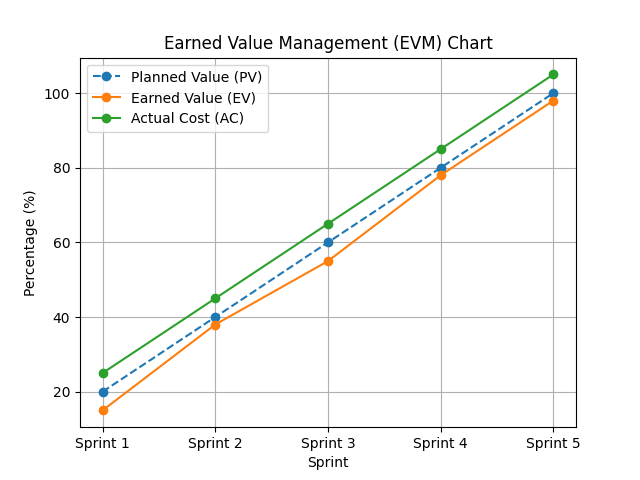 Earned Value Management (EVM) Chart
Planned Value (PV)
Earned Value (EV)
Actual Cost (AC)
Percentage (%)
100
80
60
40
20
Sprint 1 Sprint 2 Sprint 3 Sprint 4 Sprint 5
Sprint